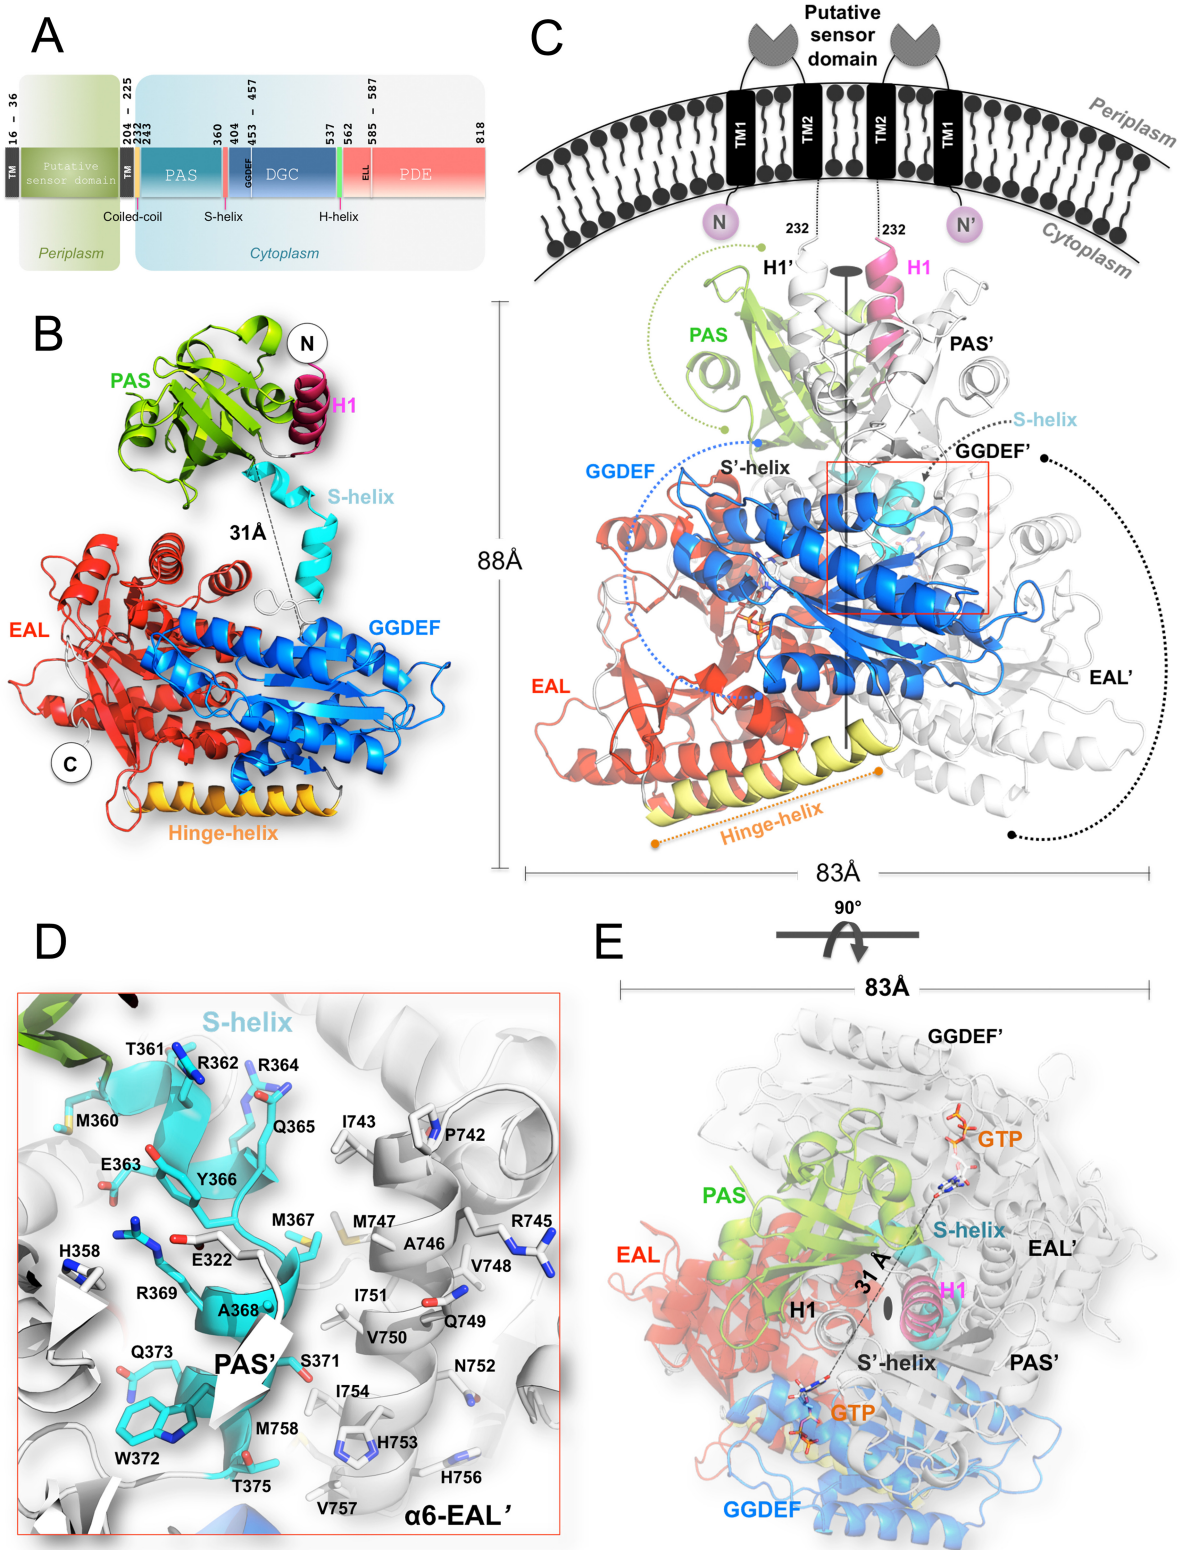 A
16 - 36
204 - 225
232
243
360
404
453 - 457
537
562
585 - 587
818
TM
Putative
sensor domain
TM
PAS
GGDEF
DGC
ELL
PDE
Coiled-coil
S-helix
H-helix
Periplasm
Cytoplasm
B
N
PAS
H1
S-helix
31Å
EAL
GGDEF
C
Hinge-helix
C
Putative
sensor
domain
Periplasm
TM1
TM2
TM2
TM1
N
N'
Cytoplasm
232
232
H1'
H1
PAS
PAS'
S-helix
GGDEF
S'-helix
GGDEF'
88Å
EAL
EAL'
Hinge-helix
83Å
90°
D
S-helix
T361
R362
R364
M360
Q365
I743
P742
E363
Y366
M367
M747
R745
A746
H358
E322
V748
R369
A368
I751
Q749
V750
Q373
PAS'
S371
N752
I754
M758
H753
W372
T375
H756
V757
α6-EAL'
E
83Å
GGDEF'
GTP
PAS
S-helix
EAL
EAL'
31 Å
H1
H1
S'-helix
PAS'
GTP
GGDEF